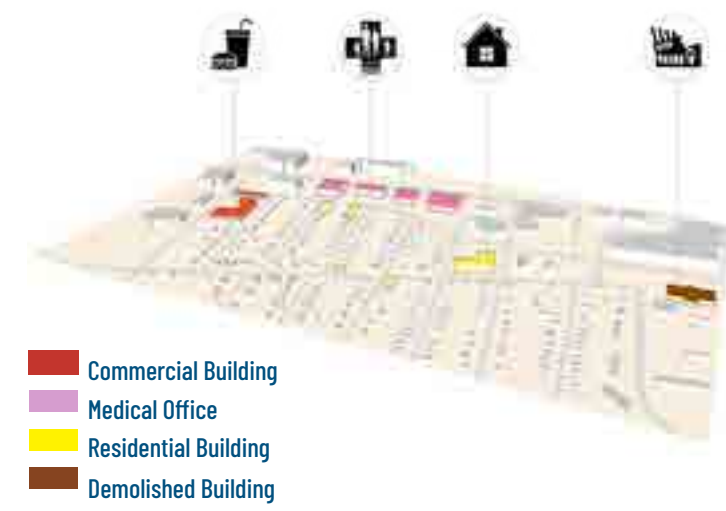 Commercial Building
Medical Office
Residential Building
Demolished Building